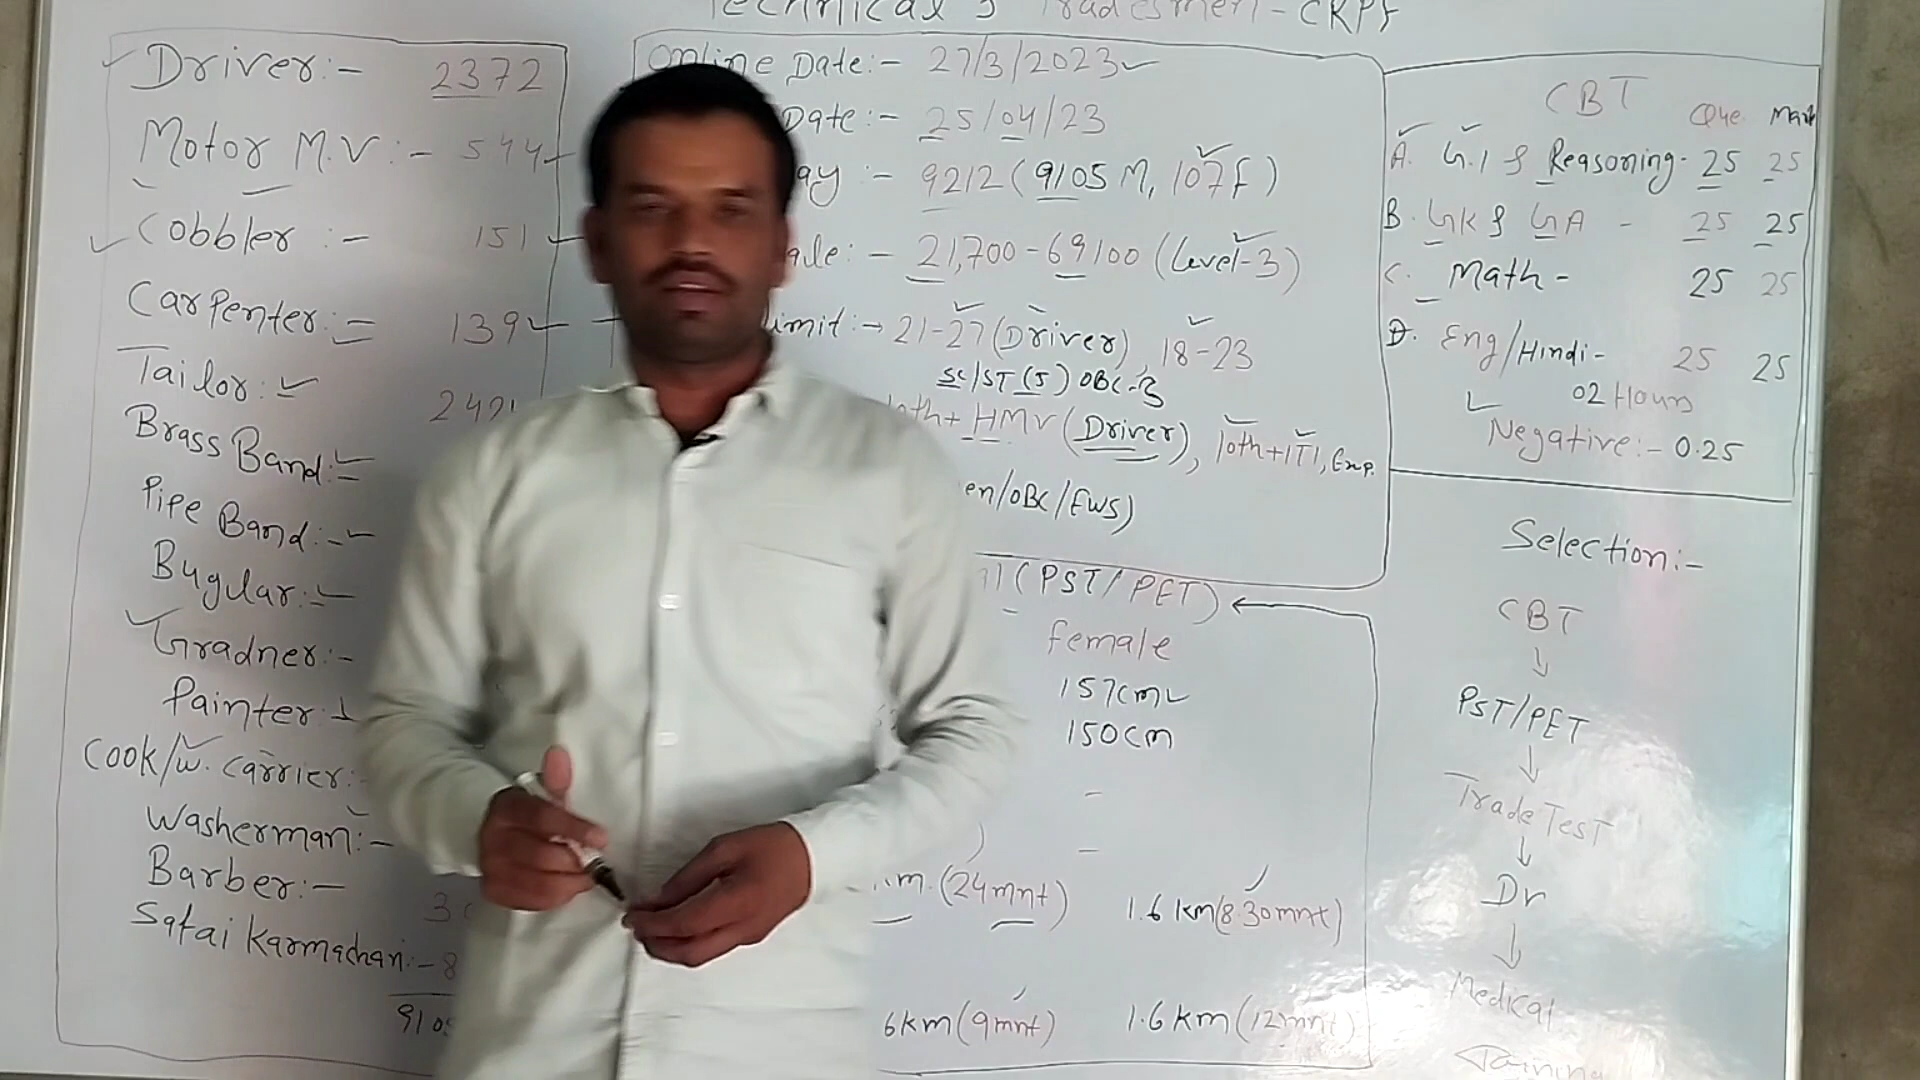 Technical & Tradesmen - CRPF
Driver:- 2372
Motor M.V:- 544
Cobbler:- 151
Carpenter:= 139
Tailor:- 242
Brass Band:-
Pipe Band:-
Bugular:-
Gradner:-
Painter
Cook/W. Carrier:-
Washerman:-
Barber:- 3
Safai Karmachari:- 8
910
Online Date:- 27/3/2023
Date:- 25/04/23
ay:- 9212 (9105 M, 107 F)
ale:- 21,700-69100 (Level-3)
imit:→ 21-27 (Driver), 18-23
SC/ST (5) OBC-3
10th + HMV (Driver), 10th+ITI, Exp.
en/OBC/EWS)
(PST/PET)
female
157cm
150cm
-
) -
m. (24mnt) 1.6 km(8.30mnt)
6km (9mnt) 1.6 km (12mnt)
CBT
Que Mark
A. G.I & Reasoning- 25 25
B. GK & GA - 25 25
C. Math - 25 25
D. Eng/Hindi- 25 25
02 Hours
Negative:- 0.25
Selection:-
CBT
↓
PST/PET
↓
Trade Test
↓
Dr
↓
Medical
Taining